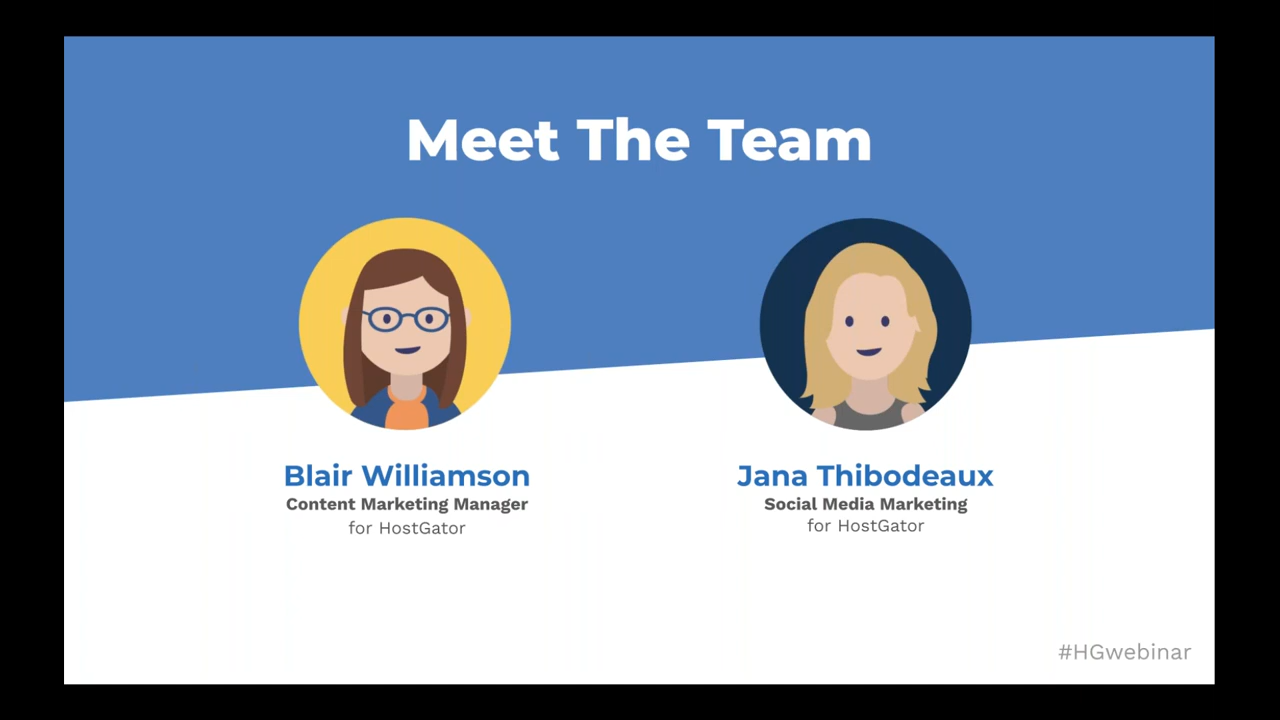 Meet The Team
Blair Williamson
Content Marketing Manager
for HostGator
Jana Thibodeaux
Social Media Marketing
for HostGator
#HGwebinar